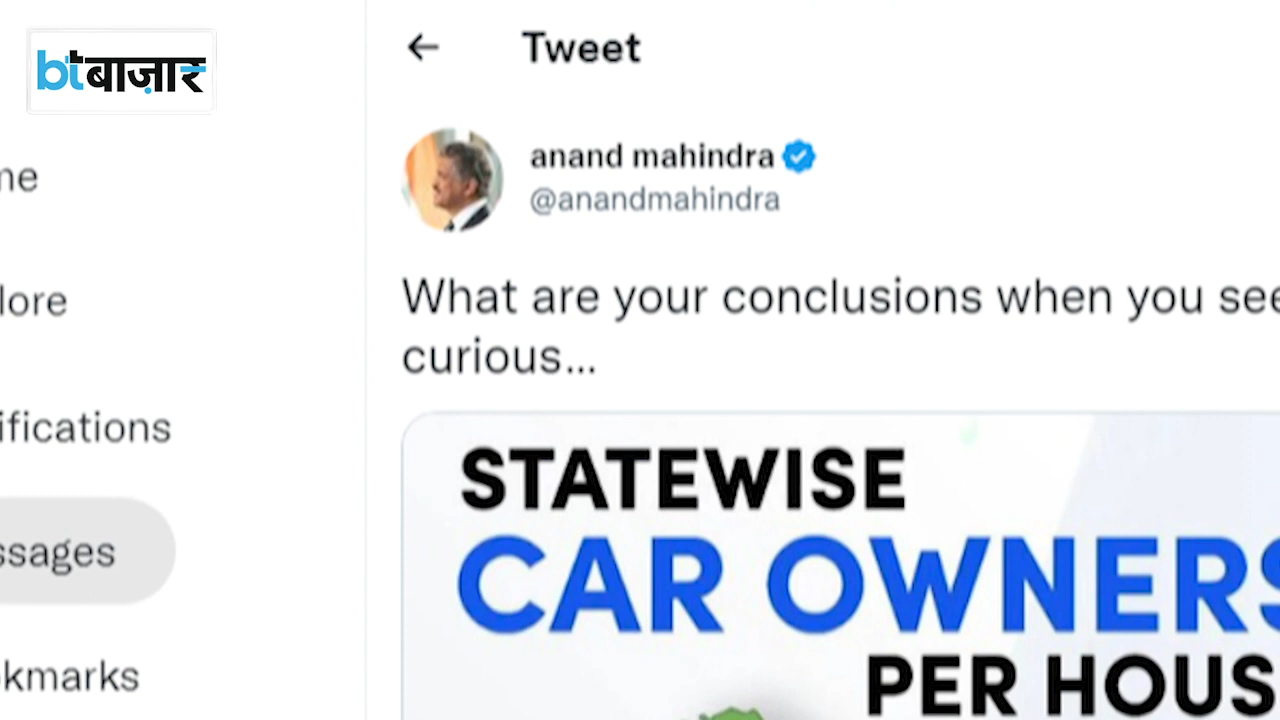 btबाज़ार
Tweet
anand mahindra
@anandmahindra
What are your conclusions when you see
curious...
me
lore
ifications
ssages
kmarks
STATEWISE
CAR OWNERS
PER HOUS